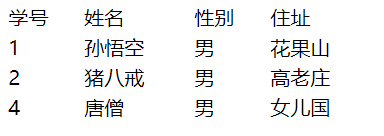 学号 姓名 性别 住址
1 孙悟空 男 花果山
2 猪八戒 男 高老庄
4 唐僧 男 女儿国